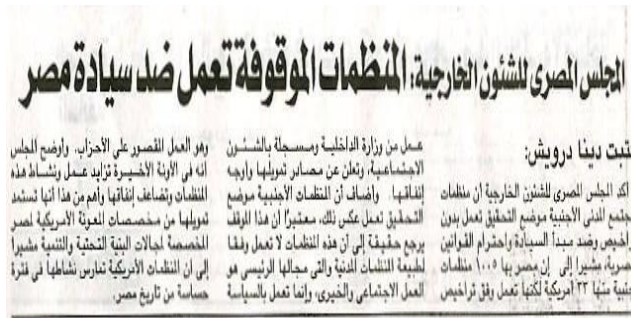 المجلس المصرى للشئون الخارجية: المنظمات الموقوفة تعمل ضد سيادة مصر
كتبت دينا درويش:
أكد المجلس المصرى للشئون الخارجية أن منظمات
المجتمع المدنى الأجنبية موضع التحقيق تعمل بدون
تراخيص وضد مبدأ السيادة واحترام القوانين
المصرية، مشيرا إلى إن مصر بها ١٠٠٥ منظمات
أجنبية منها ٢٣ أمريكية لكنها تعمل وفق تراخيص
عمل من وزارة الداخلية ومسجلة بالشئون
الاجتماعية، وتعلن عن مصادر تمويلها وأوجه
إنفاقها. وأضاف أن المنظمات الأجنبية موضع
التحقيق تعمل عكس ذلك، معتبرًا أن هذا الموقف
يرجع حقيقة إلى أن هذه المنظمات لا تعمل وفقا
لطبيعة المنظمات المدنية والتى مجالها الرئيسى هو
العمل الاجتماعى والخيرى، وإنما تعمل بالسياسة
وهو العمل المقصور على الأحزاب. وأوضح المجلس
أنه فى الآونة الأخيرة تزايد عمل ونشاط هذه
المنظمات وتضاعف إنفاقها وأهم من هذا أنها تستمد
تمويلها من مخصصات المعونة الأمريكية لمصر
المخصصة لمجالات البنية التحتية والتنمية مشيرا
إلى أن المنظمات الأمريكية تمارس نشاطها فى فترة
حساسة من تاريخ مصر.